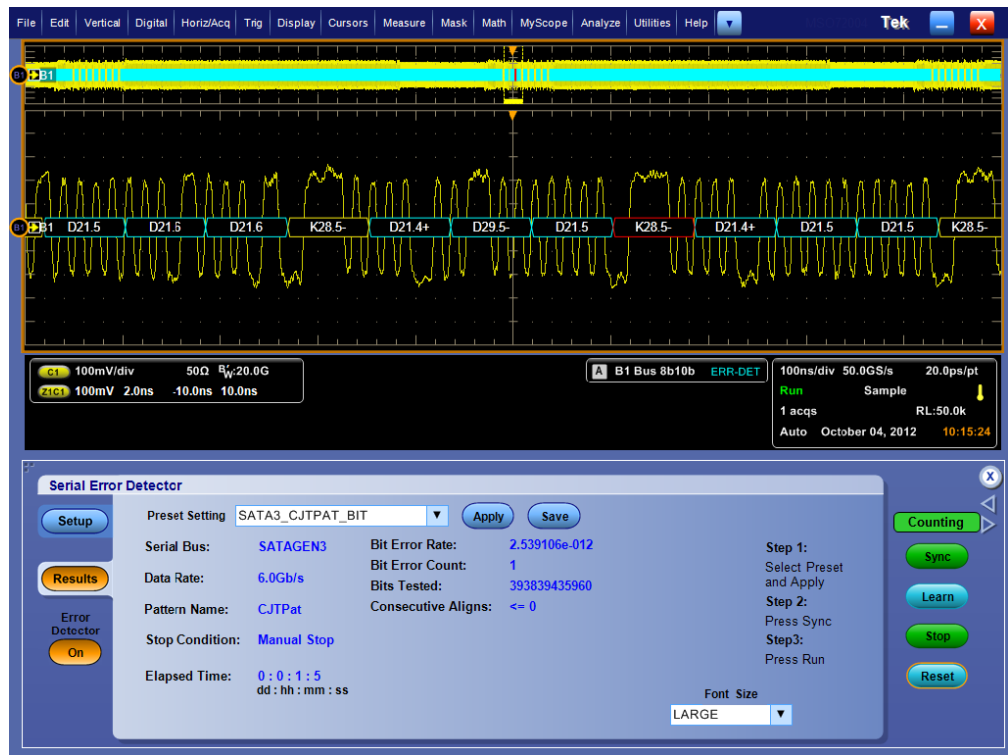 File Edit Vertical Digital Horiz/Acq Trig Display Cursors Measure Mask Math MyScope Analyze Utilities Help Tek X
B1 B1
B1 B1 D21.5 D21.6 D21.6 K28.5- D21.4+ D29.5- D21.5 K28.5- D21.4+ D21.5 D21.5 K28.5-
C1 100mV/div 50Ω BW:20.0G
Z1C1 100mV 2.0ns -10.0ns 10.0ns
A B1 Bus 8b10b ERR-DET
100ns/div 50.0GS/s 20.0ps/pt
Run Sample
1 acqs RL:50.0k
Auto October 04, 2012 10:15:24
Serial Error Detector
X
Setup
Results
Error
Detector
On
Preset Setting SATA3_CJTPAT_BIT Apply Save
Serial Bus: SATAGEN3
Data Rate: 6.0Gb/s
Pattern Name: CJTPat
Stop Condition: Manual Stop
Elapsed Time: 0 : 0 : 1 : 5
dd : hh : mm : ss
Bit Error Rate: 2.539106e-012
Bit Error Count: 1
Bits Tested: 393839435960
Consecutive Aligns: <= 0
Step 1:
Select Preset
and Apply
Step 2:
Press Sync
Step3:
Press Run
Font Size
LARGE
Counting
Sync
Learn
Stop
Reset